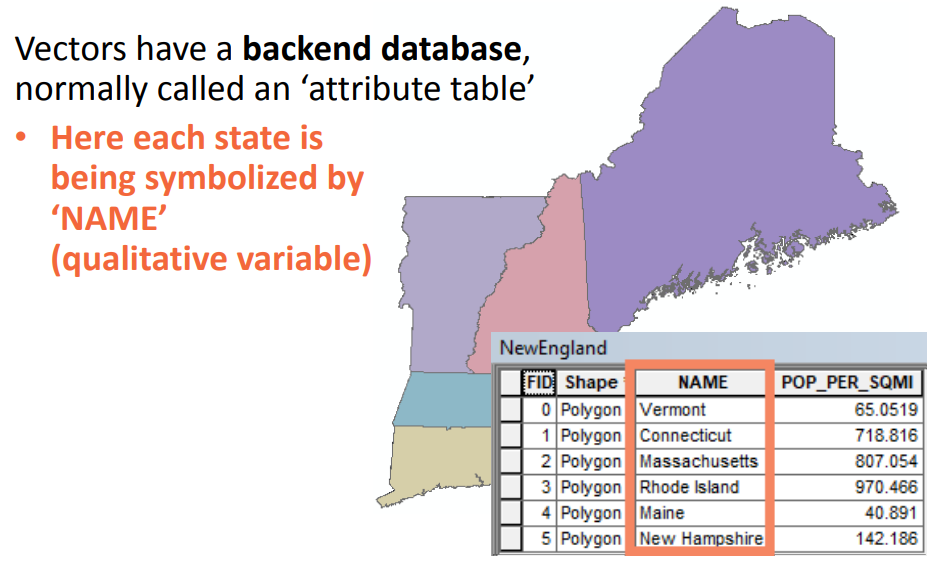 Vectors have a backend database,
normally called an ‘attribute table’
• Here each state is
being symbolized by
‘NAME’
(qualitative variable)
NewEngland
FID Shape * NAME POP_PER_SQMI
0 Polygon Vermont 65.0519
1 Polygon Connecticut 718.816
2 Polygon Massachusetts 807.054
3 Polygon Rhode Island 970.466
4 Polygon Maine 40.891
5 Polygon New Hampshire 142.186